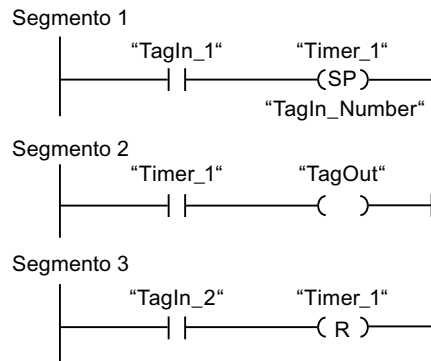 Segmento 1
“TagIn_1“ “Timer_1“
SP
“TagIn_Number“
Segmento 2
“Timer_1“ “TagOut“
Segmento 3
“TagIn_2“ “Timer_1“
R